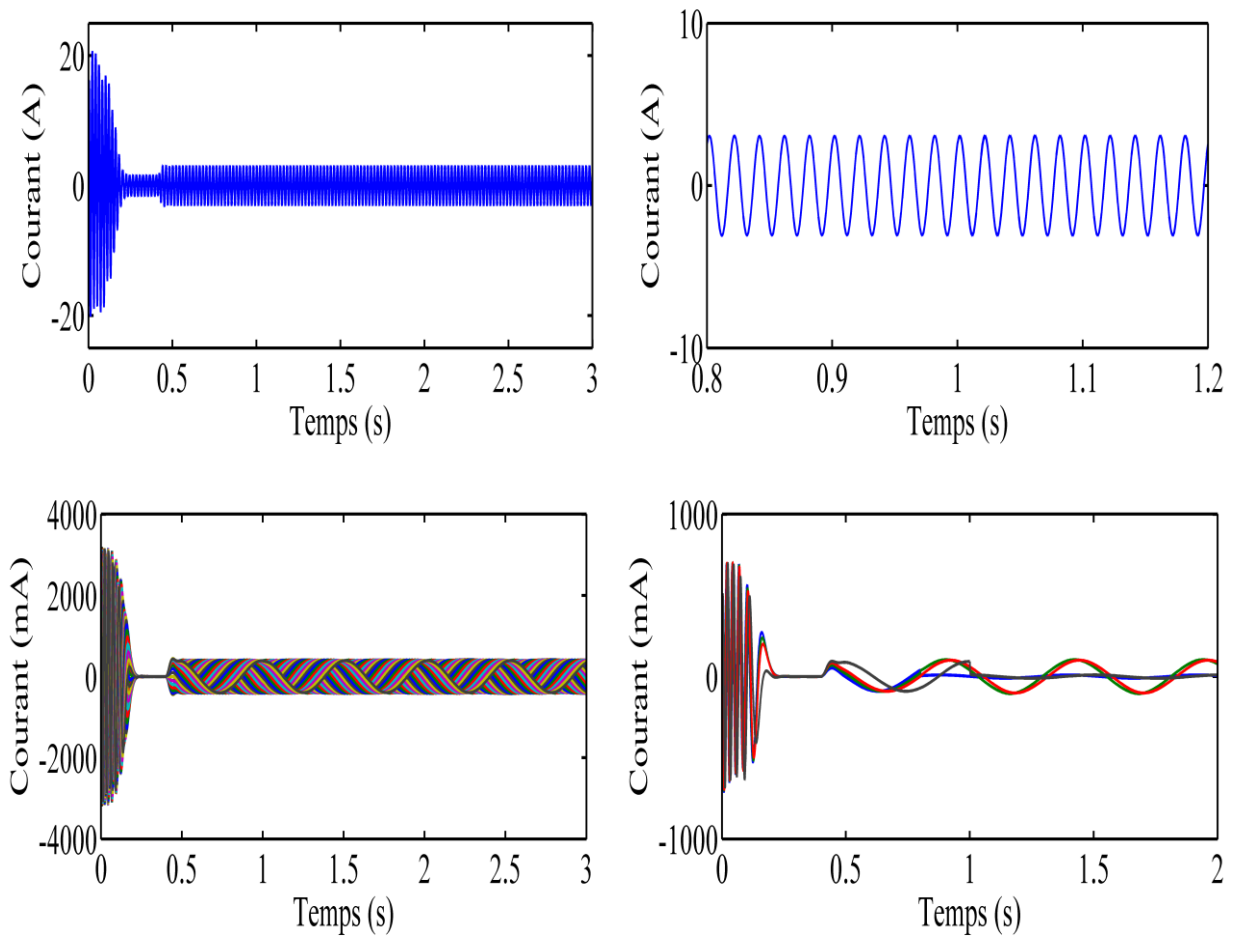 Courant (A)
20
0
-20
0 0.5 1 1.5 2 2.5 3
Temps (s)
Courant (A)
10
0
-10
0.8 0.9 1 1.1 1.2
Temps (s)
Courant (mA)
4000
2000
0
-2000
-4000
0 0.5 1 1.5 2 2.5 3
Temps (s)
Courant (mA)
1000
0
-1000
0 0.5 1 1.5 2
Temps (s)